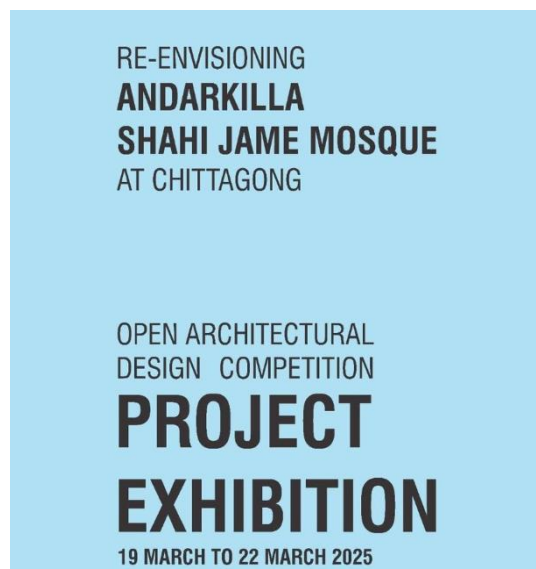 RE-ENVISIONING
ANDARKILLA
SHAHI JAME MOSQUE
AT CHITTAGONG
OPEN ARCHITECTURAL
DESIGN COMPETITION
PROJECT
EXHIBITION
19 MARCH TO 22 MARCH 2025